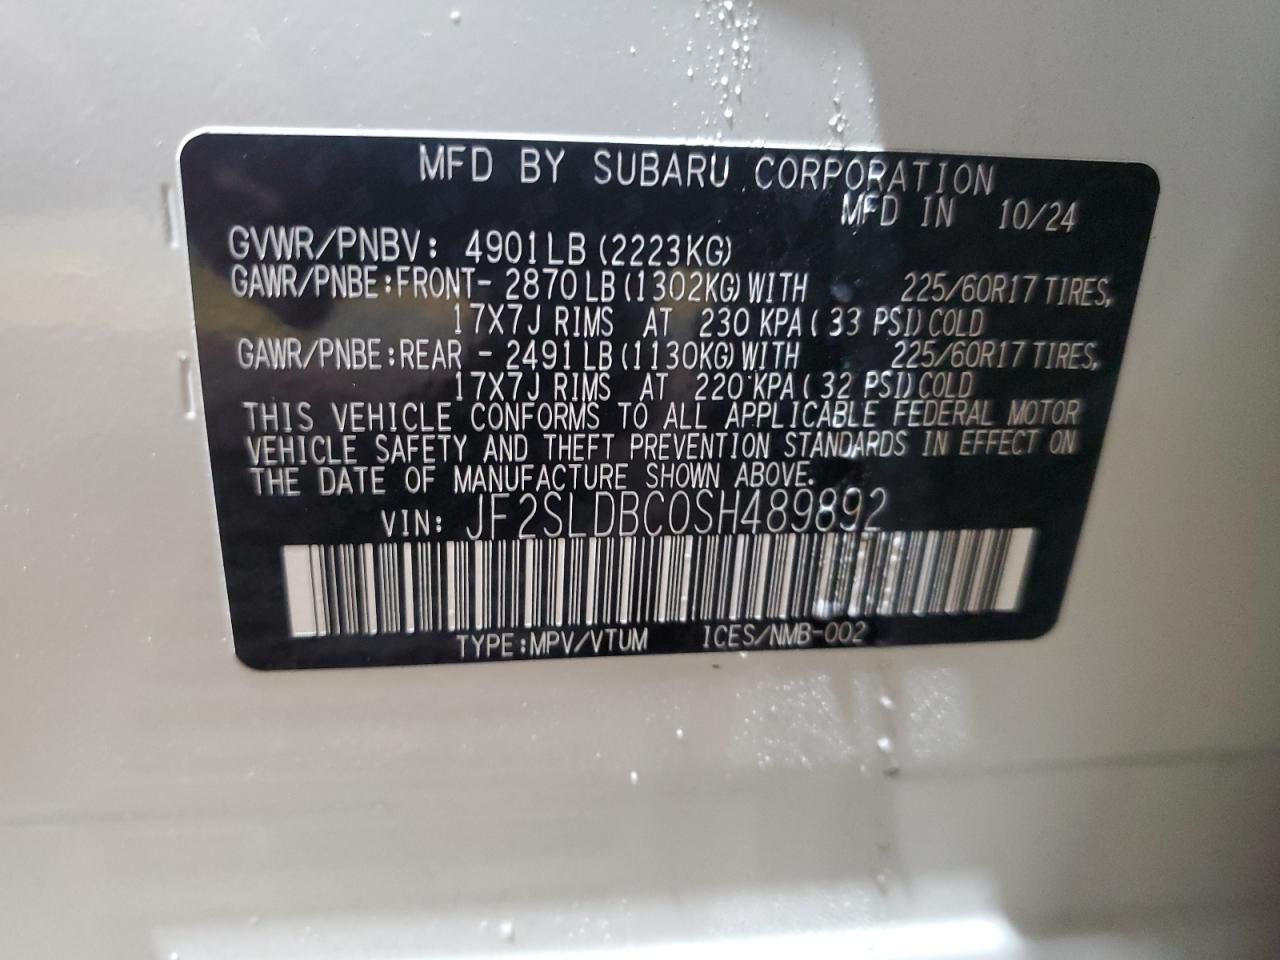 MFD BY SUBARU CORPORATION
MFD IN 10/24
GVWR/PNBV: 4901LB (2223KG)
GAWR/PNBE:FRONT- 2870LB (1302KG) WITH 225/60R17 TIRES,
17X7J RIMS AT 230 KPA ( 33 PSI) COLD
GAWR/PNBE:REAR - 2491LB (1130KG) WITH 225/60R17 TIRES,
17X7J RIMS AT 220 KPA ( 32 PSI) COLD
THIS VEHICLE CONFORMS TO ALL APPLICABLE FEDERAL MOTOR
VEHICLE SAFETY AND THEFT PREVENTION STANDARDS IN EFFECT ON
THE DATE OF MANUFACTURE SHOWN ABOVE.
VIN: JF2SLDBC0SH489892
TYPE:MPV/VTUM ICES/NMB-002